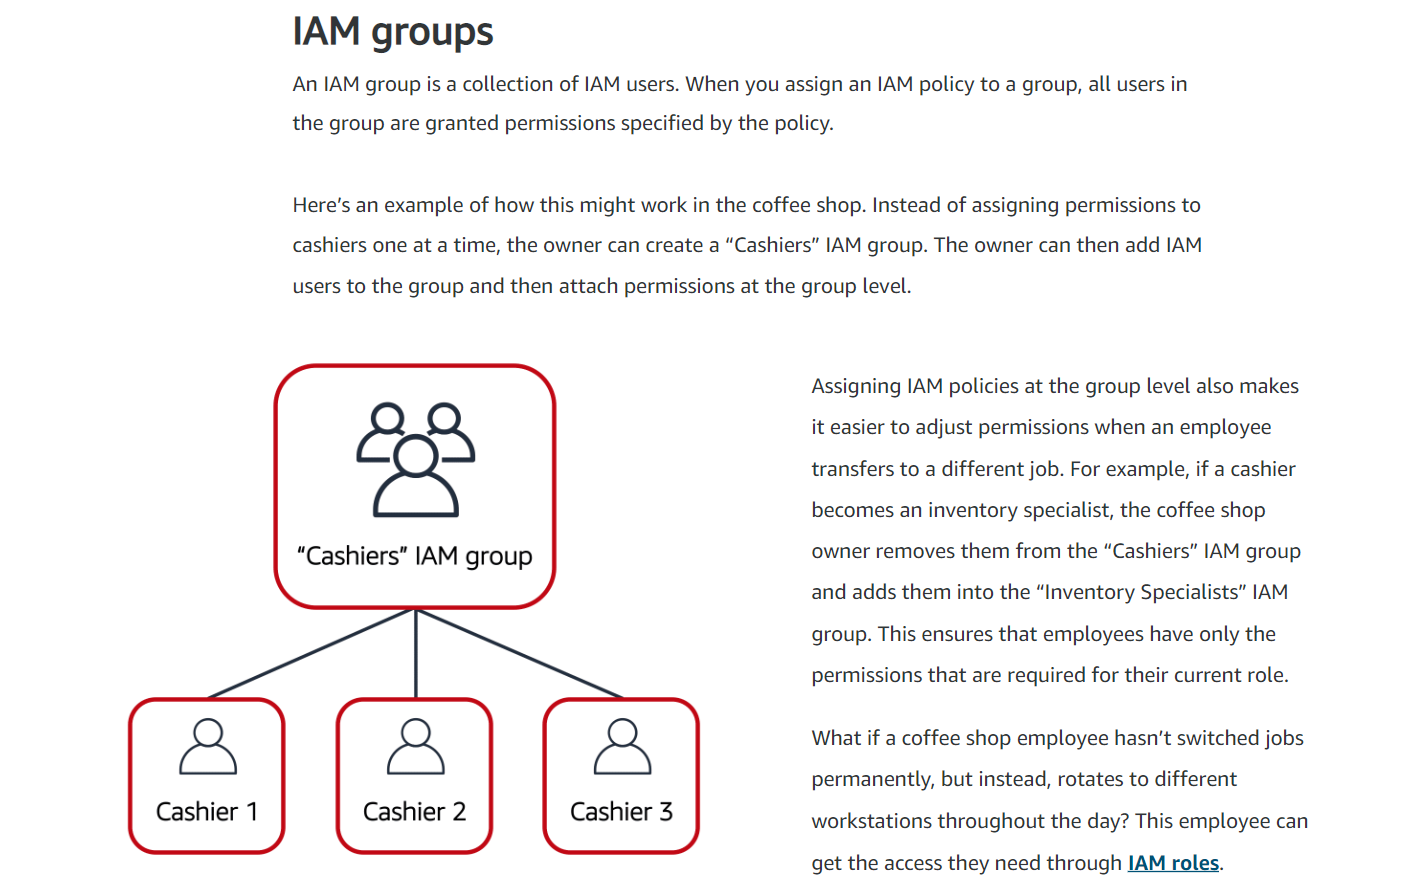 IAM groups
An IAM group is a collection of IAM users. When you assign an IAM policy to a group, all users in
the group are granted permissions specified by the policy.
Here’s an example of how this might work in the coffee shop. Instead of assigning permissions to
cashiers one at a time, the owner can create a “Cashiers” IAM group. The owner can then add IAM
users to the group and then attach permissions at the group level.
“Cashiers” IAM group
Cashier 1
Cashier 2
Cashier 3
Assigning IAM policies at the group level also makes
it easier to adjust permissions when an employee
transfers to a different job. For example, if a cashier
becomes an inventory specialist, the coffee shop
owner removes them from the “Cashiers” IAM group
and adds them into the “Inventory Specialists” IAM
group. This ensures that employees have only the
permissions that are required for their current role.
What if a coffee shop employee hasn’t switched jobs
permanently, but instead, rotates to different
workstations throughout the day? This employee can
get the access they need through IAM roles.